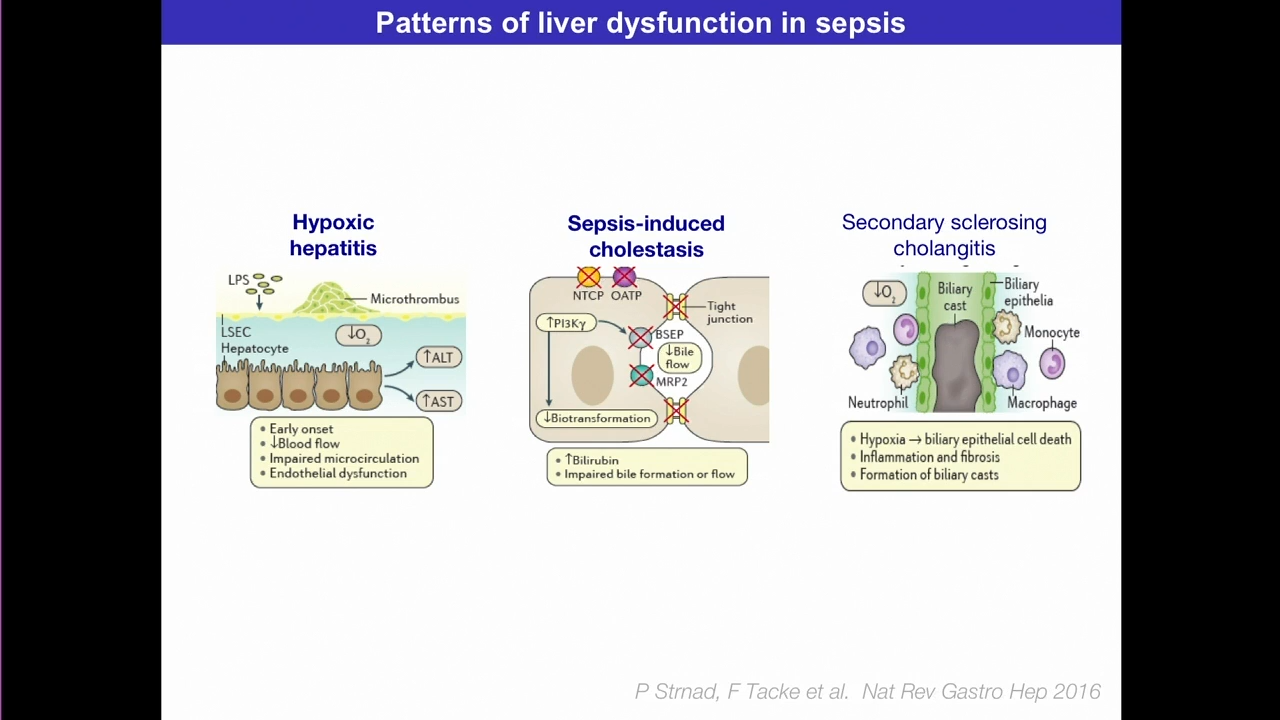 Patterns of liver dysfunction in sepsis
Hypoxic
hepatitis
LPS
Microthrombus
LSEC
Hepatocyte
↓O₂
↑ALT
↑AST
• Early onset
• ↓Blood flow
• Impaired microcirculation
• Endothelial dysfunction
Sepsis-induced
cholestasis
NTCP OATP
Tight
junction
↑PI3Kγ
BSEP
↓Bile
flow
MRP2
↓Biotransformation
• ↑Bilirubin
• Impaired bile formation or flow
Secondary sclerosing
cholangitis
↓O₂
Biliary
cast
Biliary
epithelia
Monocyte
Neutrophil
Macrophage
• Hypoxia → biliary epithelial cell death
• Inflammation and fibrosis
• Formation of biliary casts
P Strnad, F Tacke et al. Nat Rev Gastro Hep 2016